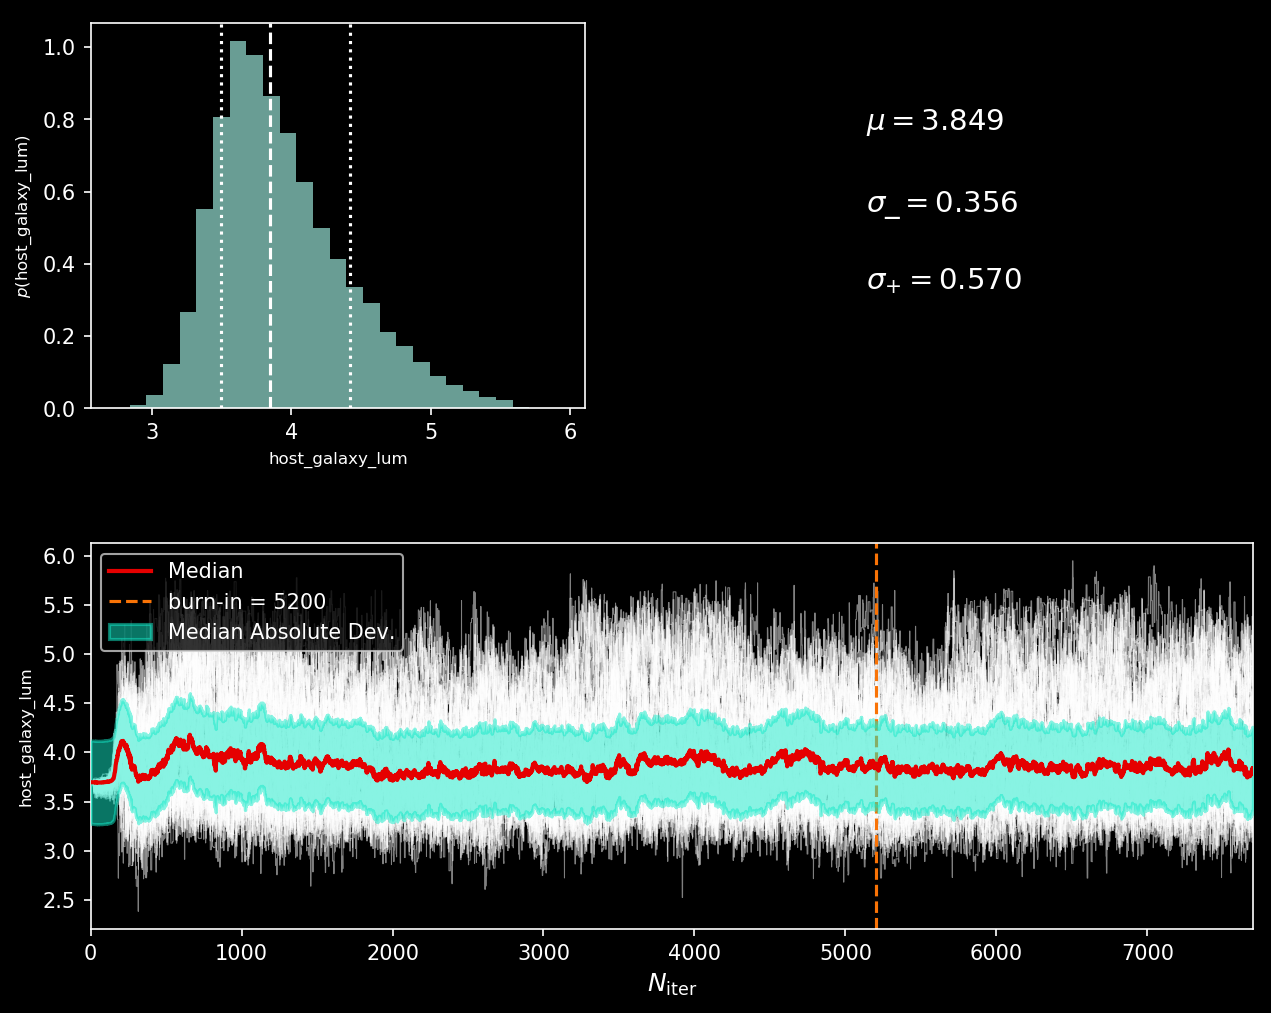 1.0
0.8
0.6
0.4
0.2
0.0
p(host_galaxy_lum)
3 4 5 6
host_galaxy_lum
μ = 3.849
σ_ = 0.356
σ+ = 0.570
6.0
5.5
5.0
4.5
4.0
3.5
3.0
2.5
host_galaxy_lum
Median
burn-in = 5200
Median Absolute Dev.
0 1000 2000 3000 4000 5000 6000 7000
Niter